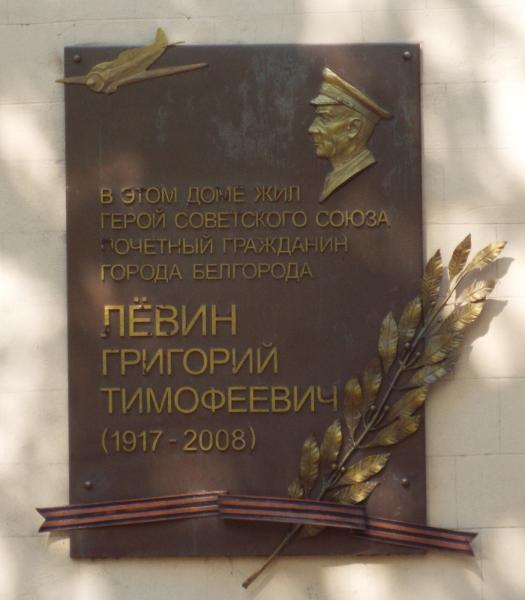 В ЭТОМ ДОМЕ ЖИЛ
ГЕРОЙ СОВЕТСКОГО СОЮЗА
ПОЧЕТНЫЙ ГРАЖДАНИН
ГОРОДА БЕЛГОРОДА
ЛЁВИН
ГРИГОРИЙ
ТИМОФЕЕВИЧ
(1917 - 2008)